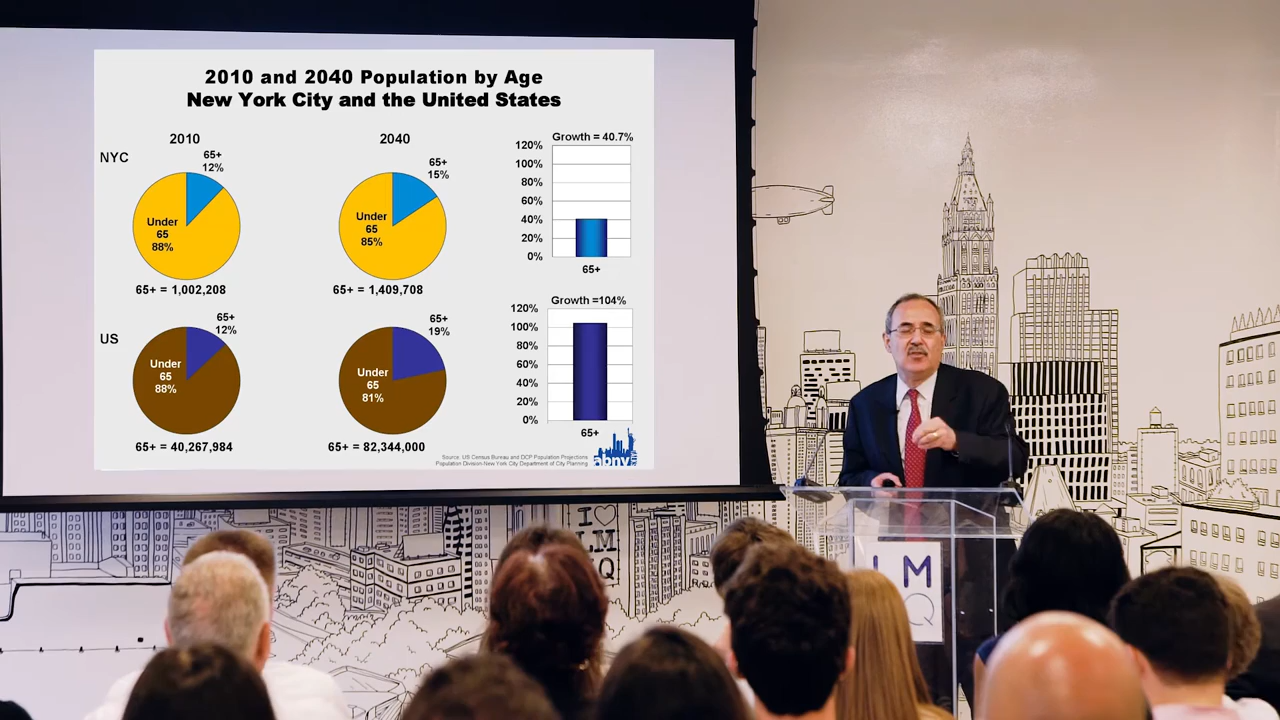 2010 and 2040 Population by Age
New York City and the United States
2010
2040
NYC
65+
12%
Under
65
88%
65+ = 1,002,208
65+
15%
Under
65
85%
65+ = 1,409,708
Growth = 40.7%
120%
100%
80%
60%
40%
20%
0%
65+
US
65+
12%
Under
65
88%
65+ = 40,267,984
65+
19%
Under
65
81%
65+ = 82,344,000
Growth =104%
120%
100%
80%
60%
40%
20%
0%
65+
Source: US Census Bureau and DCP Population Projections
Population Division-New York City Department of City Planning
abny
I ♡
LM
Q
LM
Q